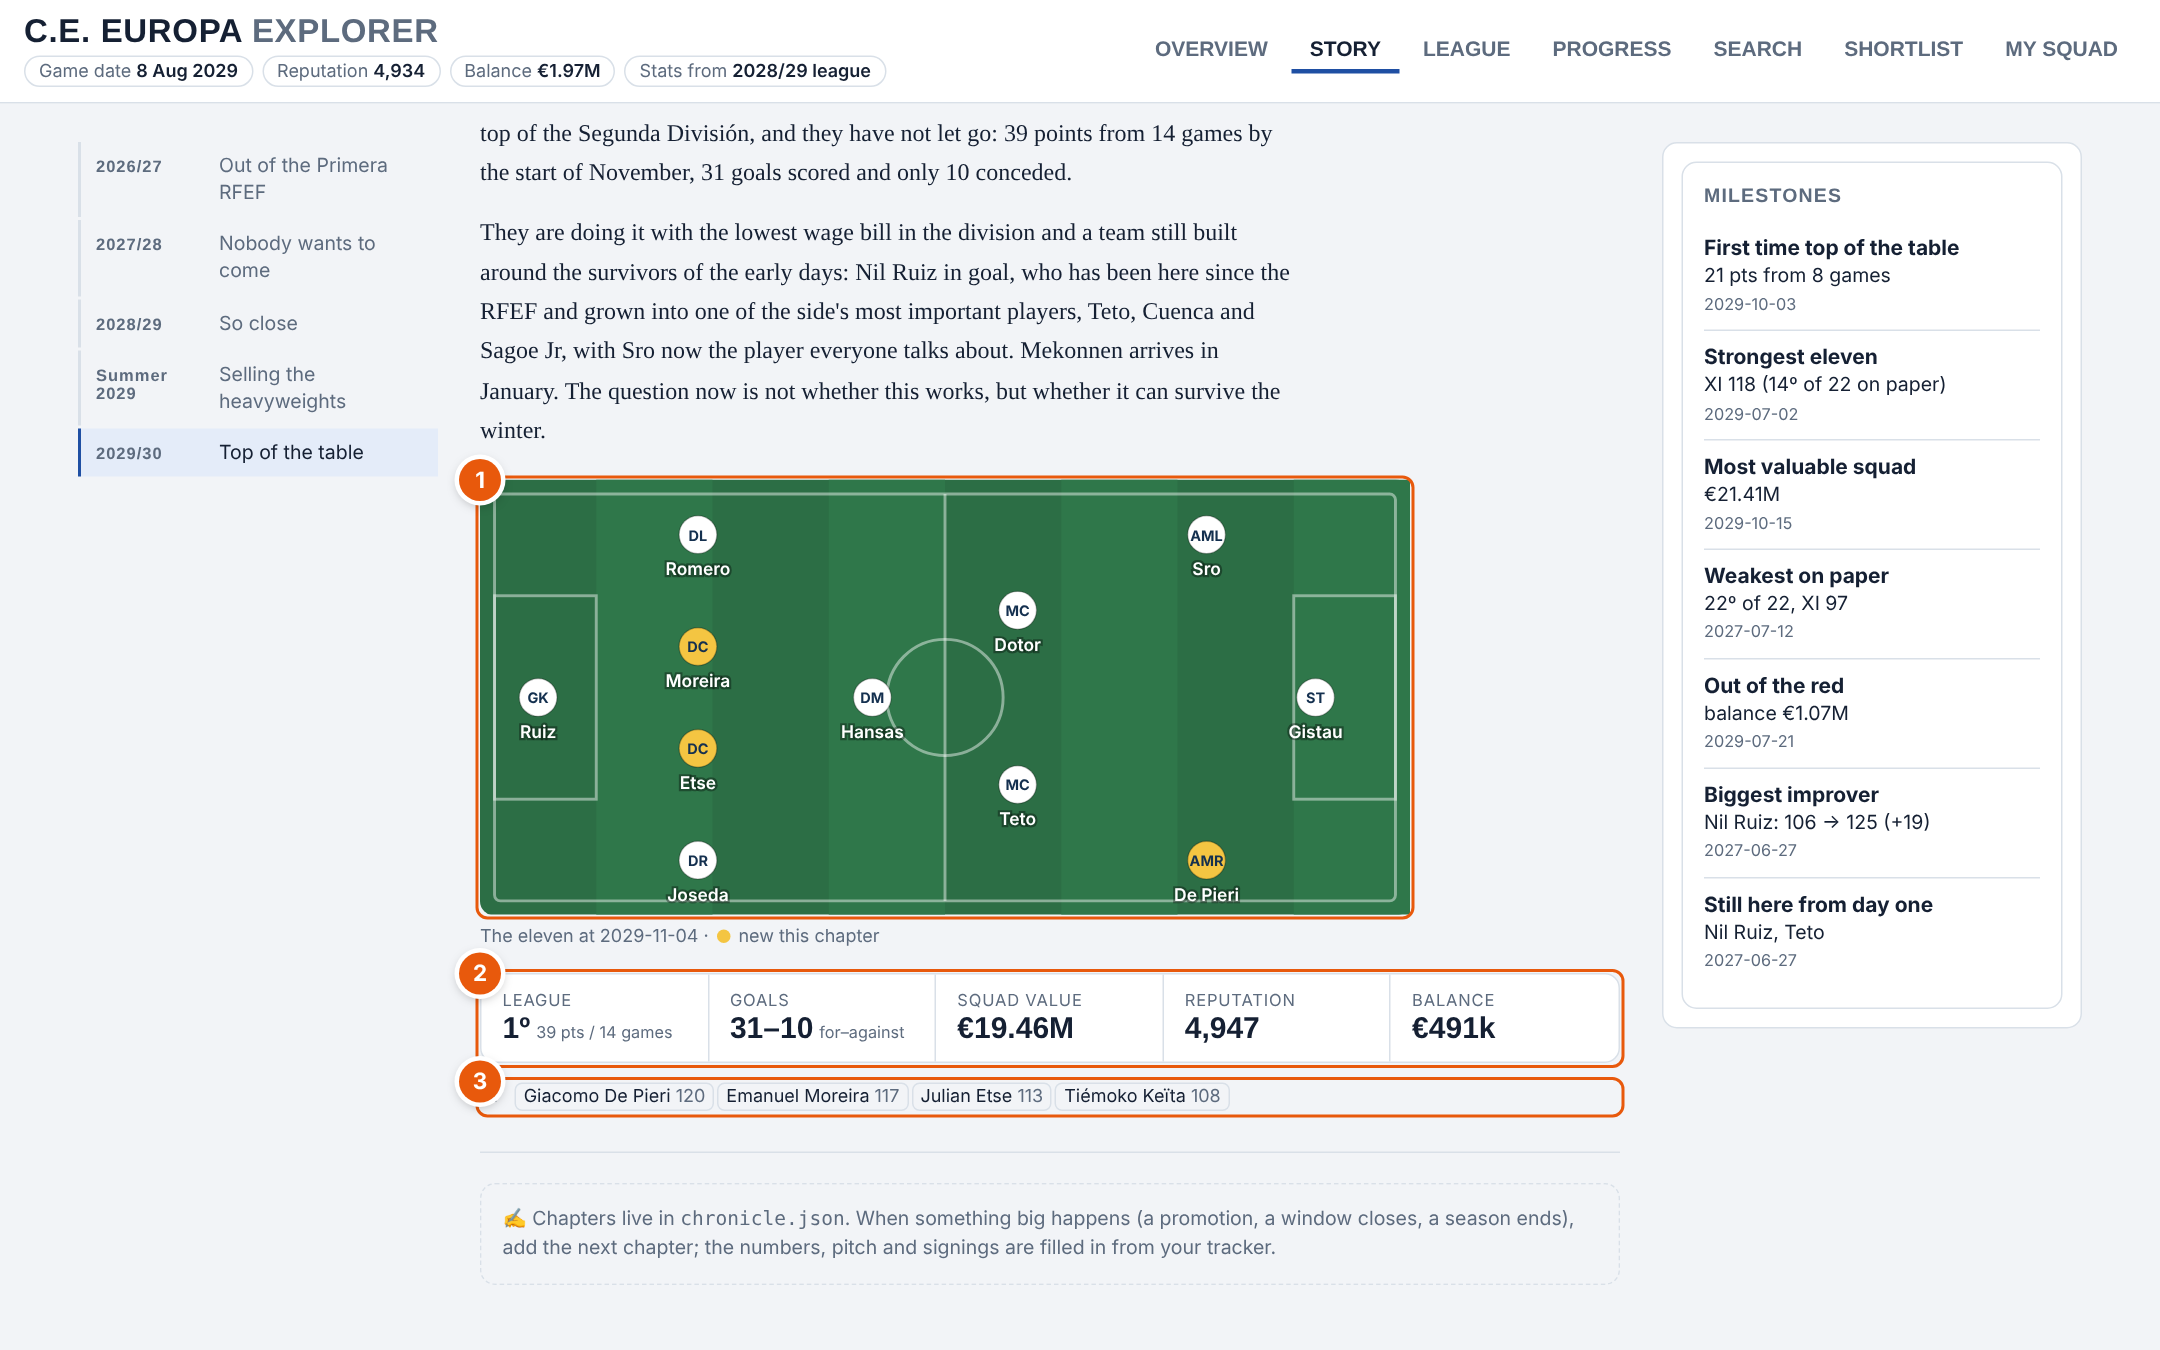 C.E. EUROPA EXPLORER
Game date 8 Aug 2029
Reputation 4,934
Balance €1.97M
Stats from 2028/29 league
OVERVIEW
STORY
LEAGUE
PROGRESS
SEARCH
SHORTLIST
MY SQUAD
2026/27
Out of the Primera
RFEF
2027/28
Nobody wants to
come
2028/29
So close
Summer
2029
Selling the
heavyweights
2029/30
Top of the table
top of the Segunda División, and they have not let go: 39 points from 14 games by
the start of November, 31 goals scored and only 10 conceded.
They are doing it with the lowest wage bill in the division and a team still built
around the survivors of the early days: Nil Ruiz in goal, who has been here since the
RFEF and grown into one of the side's most important players, Teto, Cuenca and
Sagoe Jr, with Sro now the player everyone talks about. Mekonnen arrives in
January. The question now is not whether this works, but whether it can survive the
winter.
1
DL
Romero
AML
Sro
MC
Dotor
DC
Moreira
GK
Ruiz
DM
Hansas
ST
Gistau
DC
Etse
MC
Teto
DR
Joseda
AMR
De Pieri
The eleven at 2029-11-04 · new this chapter
2
LEAGUE
1º 39 pts / 14 games
GOALS
31–10 for–against
SQUAD VALUE
€19.46M
REPUTATION
4,947
BALANCE
€491k
3
Giacomo De Pieri 120
Emanuel Moreira 117
Julian Etse 113
Tiémoko Keïta 108
✍️ Chapters live in chronicle.json. When something big happens (a promotion, a window closes, a season ends),
add the next chapter; the numbers, pitch and signings are filled in from your tracker.
MILESTONES
First time top of the table
21 pts from 8 games
2029-10-03
Strongest eleven
XI 118 (14º of 22 on paper)
2029-07-02
Most valuable squad
€21.41M
2029-10-15
Weakest on paper
22º of 22, XI 97
2027-07-12
Out of the red
balance €1.07M
2029-07-21
Biggest improver
Nil Ruiz: 106 → 125 (+19)
2027-06-27
Still here from day one
Nil Ruiz, Teto
2027-06-27